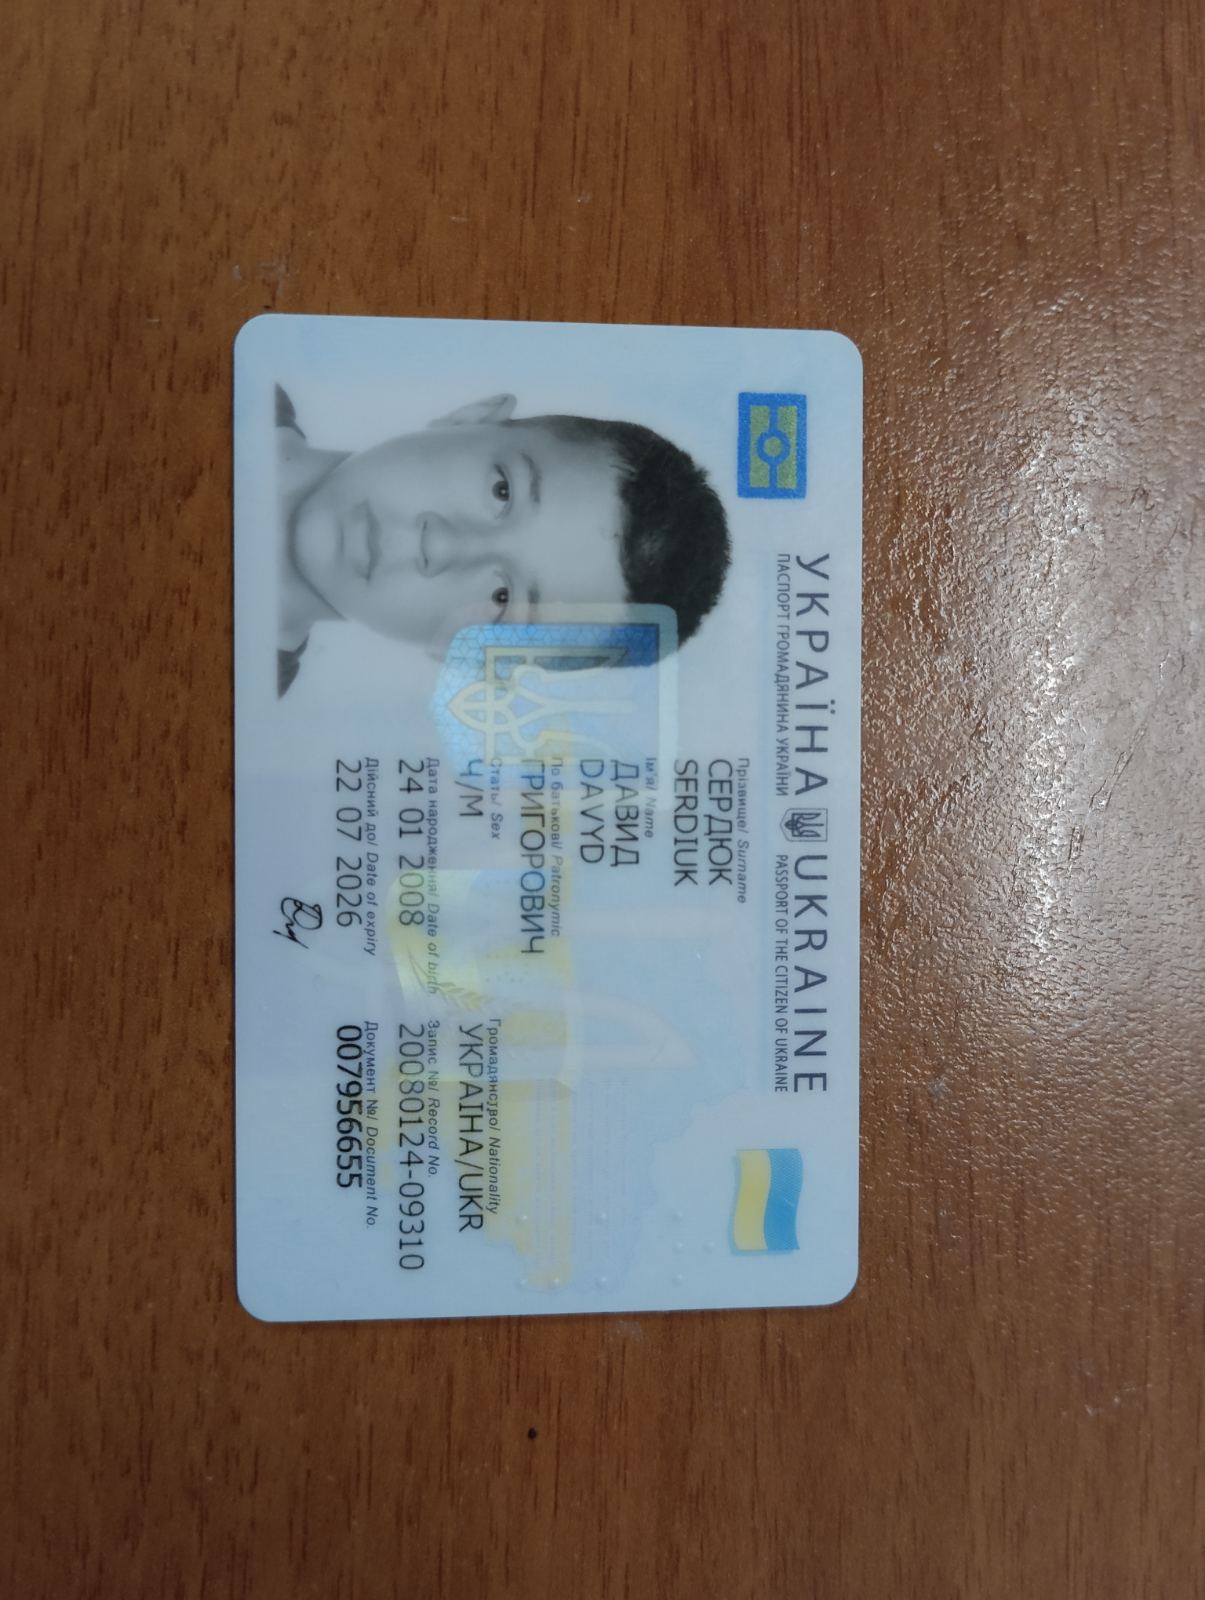 УКРАЇНА UKRAINE
ПАСПОРТ ГРОМАДЯНИНА УКРАЇНИ PASSPORT OF THE CITIZEN OF UKRAINE
Прізвище/ Surname
СЕРДЮК
SERDIUK
Ім'я/ Name
ДАВИД
DAVYD
По батькові/ Patronymic
ГРИГОРОВИЧ
Стать/ Sex Громадянство/ Nationality
Ч/M УКРАЇНА/UKR
Дата народження/ Date of birth Запис №/ Record No.
24 01 2008 20080124-09310
Дійсний до/ Date of expiry Документ №/ Document No.
22 07 2026 007956655